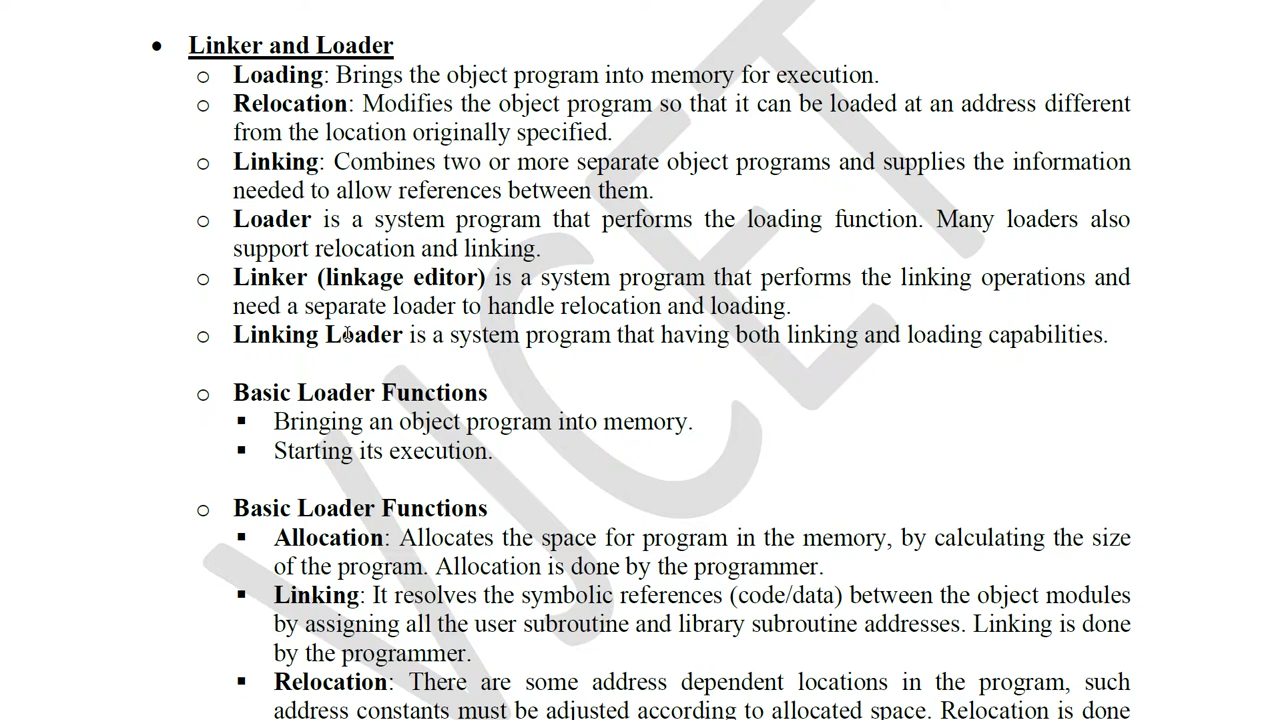 • Linker and Loader
o Loading: Brings the object program into memory for execution.
o Relocation: Modifies the object program so that it can be loaded at an address different
from the location originally specified.
o Linking: Combines two or more separate object programs and supplies the information
needed to allow references between them.
o Loader is a system program that performs the loading function. Many loaders also
support relocation and linking.
o Linker (linkage editor) is a system program that performs the linking operations and
need a separate loader to handle relocation and loading.
o Linking Loader is a system program that having both linking and loading capabilities.
o Basic Loader Functions
▪ Bringing an object program into memory.
▪ Starting its execution.
o Basic Loader Functions
▪ Allocation: Allocates the space for program in the memory, by calculating the size
of the program. Allocation is done by the programmer.
▪ Linking: It resolves the symbolic references (code/data) between the object modules
by assigning all the user subroutine and library subroutine addresses. Linking is done
by the programmer.
▪ Relocation: There are some address dependent locations in the program, such
address constants must be adjusted according to allocated space. Relocation is done
VJCET